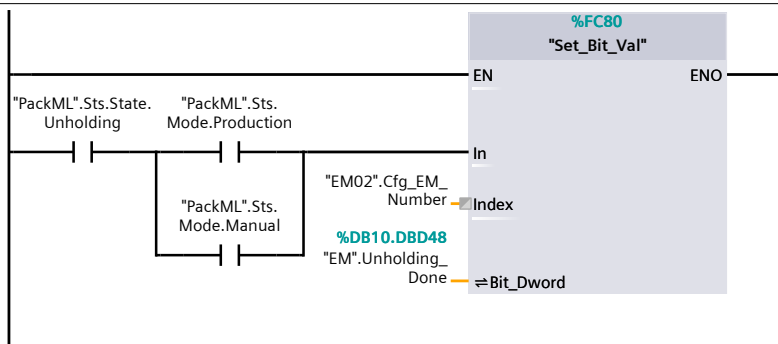 %FC80
"Set_Bit_Val"
EN
ENO
"PackML".Sts.State.
Unholding
"PackML".Sts.
Mode.Production
In
"EM02".Cfg_EM_
Number
Index
"PackML".Sts.
Mode.Manual
%DB10.DBD48
"EM".Unholding_
Done
⇌Bit_Dword